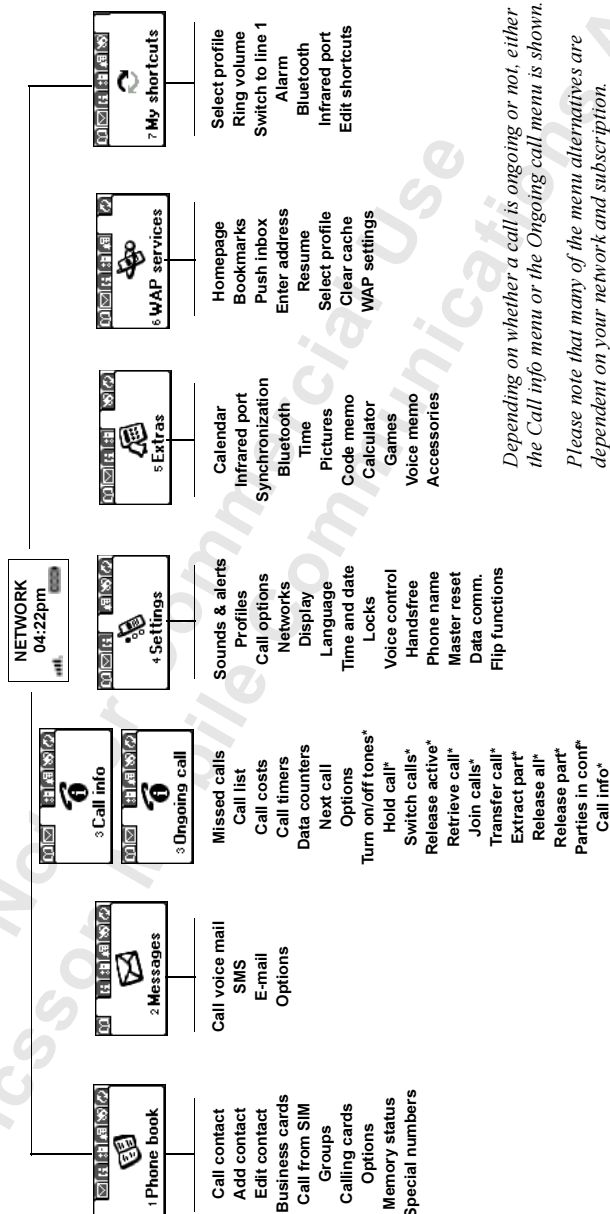 NETWORK
04:22pm
1 Phone book
Call contact
Add contact
Edit contact
Business cards
Call from SIM
Groups
Calling cards
Options
Memory status
Special numbers
2 Messages
Call voice mail
SMS
E-mail
Options
3 Call info
3 Ongoing call
Missed calls
Call list
Call costs
Call timers
Data counters
Next call
Options
Turn on/off tones*
Hold call*
Switch calls*
Release active*
Retrieve call*
Join calls*
Transfer call*
Extract part*
Release all*
Release part*
Parties in conf*
Call info*
4 Settings
Sounds & alerts
Profiles
Call options
Networks
Display
Language
Time and date
Locks
Voice control
Handsfree
Phone name
Master reset
Data comm.
Flip functions
5 Extras
Calendar
Infrared port
Synchronization
Bluetooth
Time
Pictures
Code memo
Calculator
Games
Voice memo
Accessories
6 WAP services
Homepage
Bookmarks
Push inbox
Enter address
Resume
Select profile
Clear cache
WAP settings
7 My shortcuts
Select profile
Ring volume
Switch to line 1
Alarm
Bluetooth
Infrared port
Edit shortcuts
Depending on whether a call is ongoing or not, either
the Call info menu or the Ongoing call menu is shown.
Please note that many of the menu alternatives are
dependent on your network and subscription.
Commercial Use
Mobile Communications